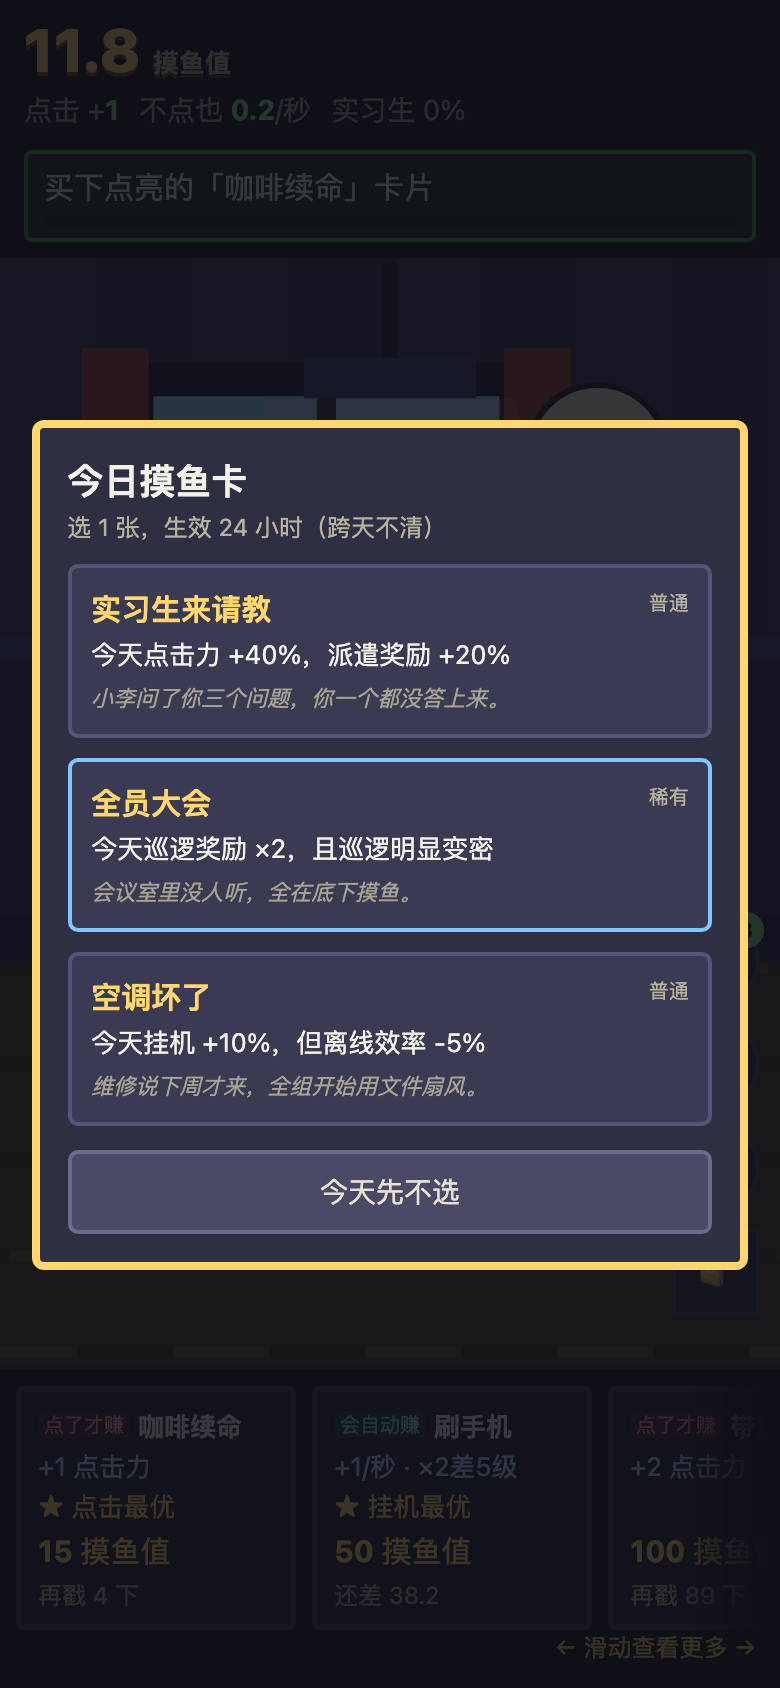 11.8 摸鱼值
点击 +1 不点也 0.2/秒 实习生 0%
买下点亮的「咖啡续命」卡片
今日摸鱼卡
选 1 张，生效 24 小时（跨天不清）
实习生来请教 普通
今天点击力 +40%，派遣奖励 +20%
小李问了你三个问题，你一个都没答上来。
全员大会 稀有
今天巡逻奖励 ×2，且巡逻明显变密
会议室里没人听，全在底下摸鱼。
空调坏了 普通
今天挂机 +10%，但离线效率 -5%
维修说下周才来，全组开始用文件扇风。
今天先不选
点了才赚 咖啡续命
+1 点击力
★ 点击最优
15 摸鱼值
再戳 4 下
会自动赚 刷手机
+1/秒 · ×2差5级
★ 挂机最优
50 摸鱼值
还差 38.2
点了才赚 带
+2 点击力
100 摸鱼
再戳 89 下
← 滑动查看更多 →